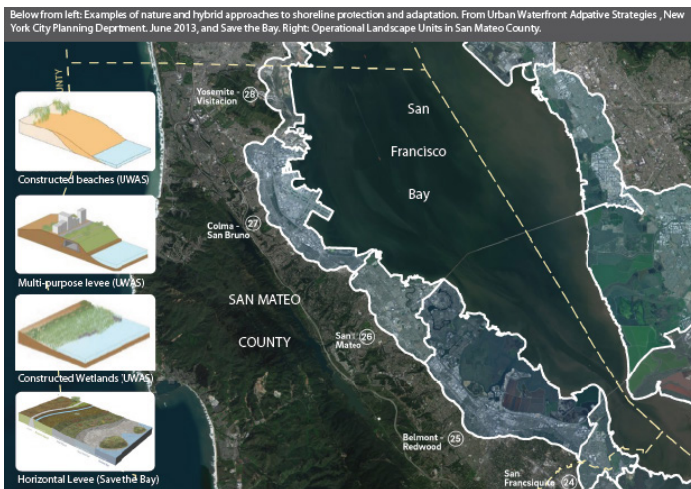 Below from left: Examples of nature and hybrid approaches to shoreline protection and adaptation. From Urban Waterfront Adpative Strategies , New
York City Planning Deprtment. June 2013, and Save the Bay. Right: Operational Landscape Units in San Mateo County.
UNTY
Constructed beaches (UWAS)
Multi-purpose levee (UWAS)
Constructed Wetlands (UWAS)
Horizontal Levee (Save the Bay)
Yosemite -
Visitacion
28
San
Francisco
Bay
Colma -
San Bruno
27
SAN MATEO
COUNTY
San
Mateo
26
Belmont -
Redwood
25
San
Francsiquito
24